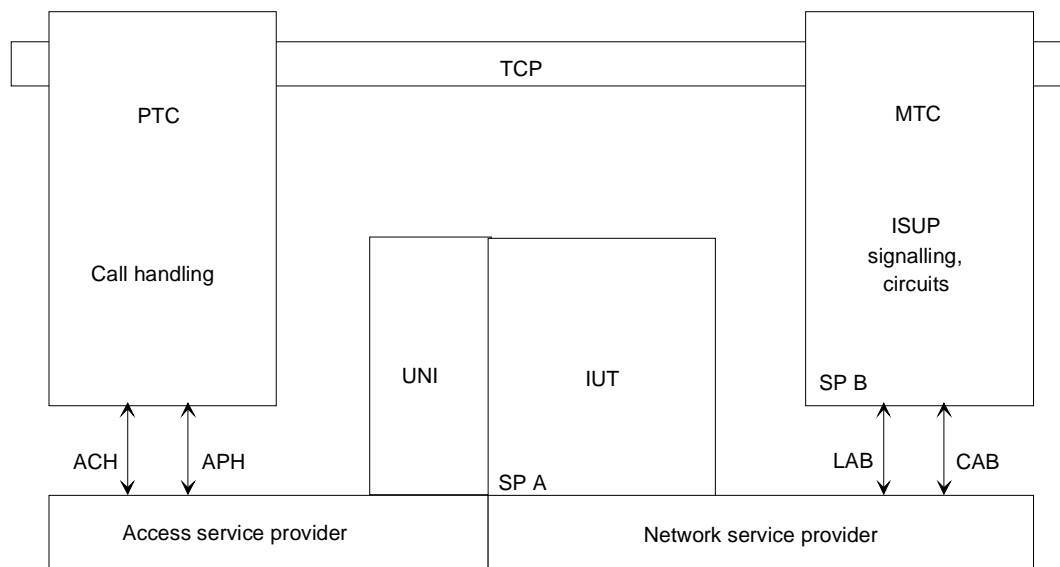 TCP
PTC
MTC
Call handling
ISUP
signalling,
circuits
UNI
IUT
SP B
ACH
APH
LAB
CAB
SP A
Access service provider
Network service provider